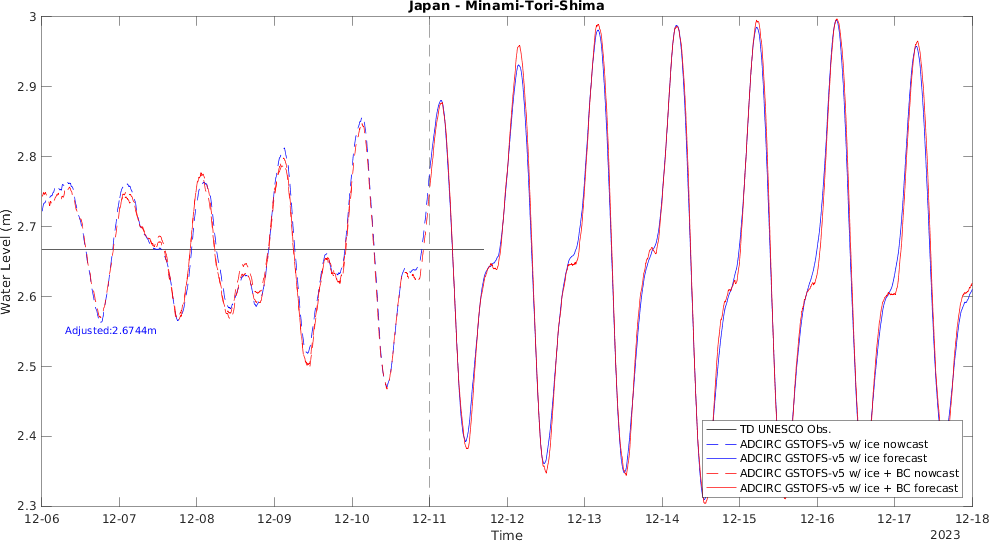 Japan - Minami-Tori-Shima
Water Level (m)
3
2.9
2.8
2.7
2.6
2.5
2.4
2.3
Adjusted:2.6744m
TD UNESCO Obs.
ADCIRC GSTOFS-v5 w/ ice nowcast
ADCIRC GSTOFS-v5 w/ ice forecast
ADCIRC GSTOFS-v5 w/ ice + BC nowcast
ADCIRC GSTOFS-v5 w/ ice + BC forecast
12-06 12-07 12-08 12-09 12-10 12-11 12-12 12-13 12-14 12-15 12-16 12-17 12-18
Time
2023